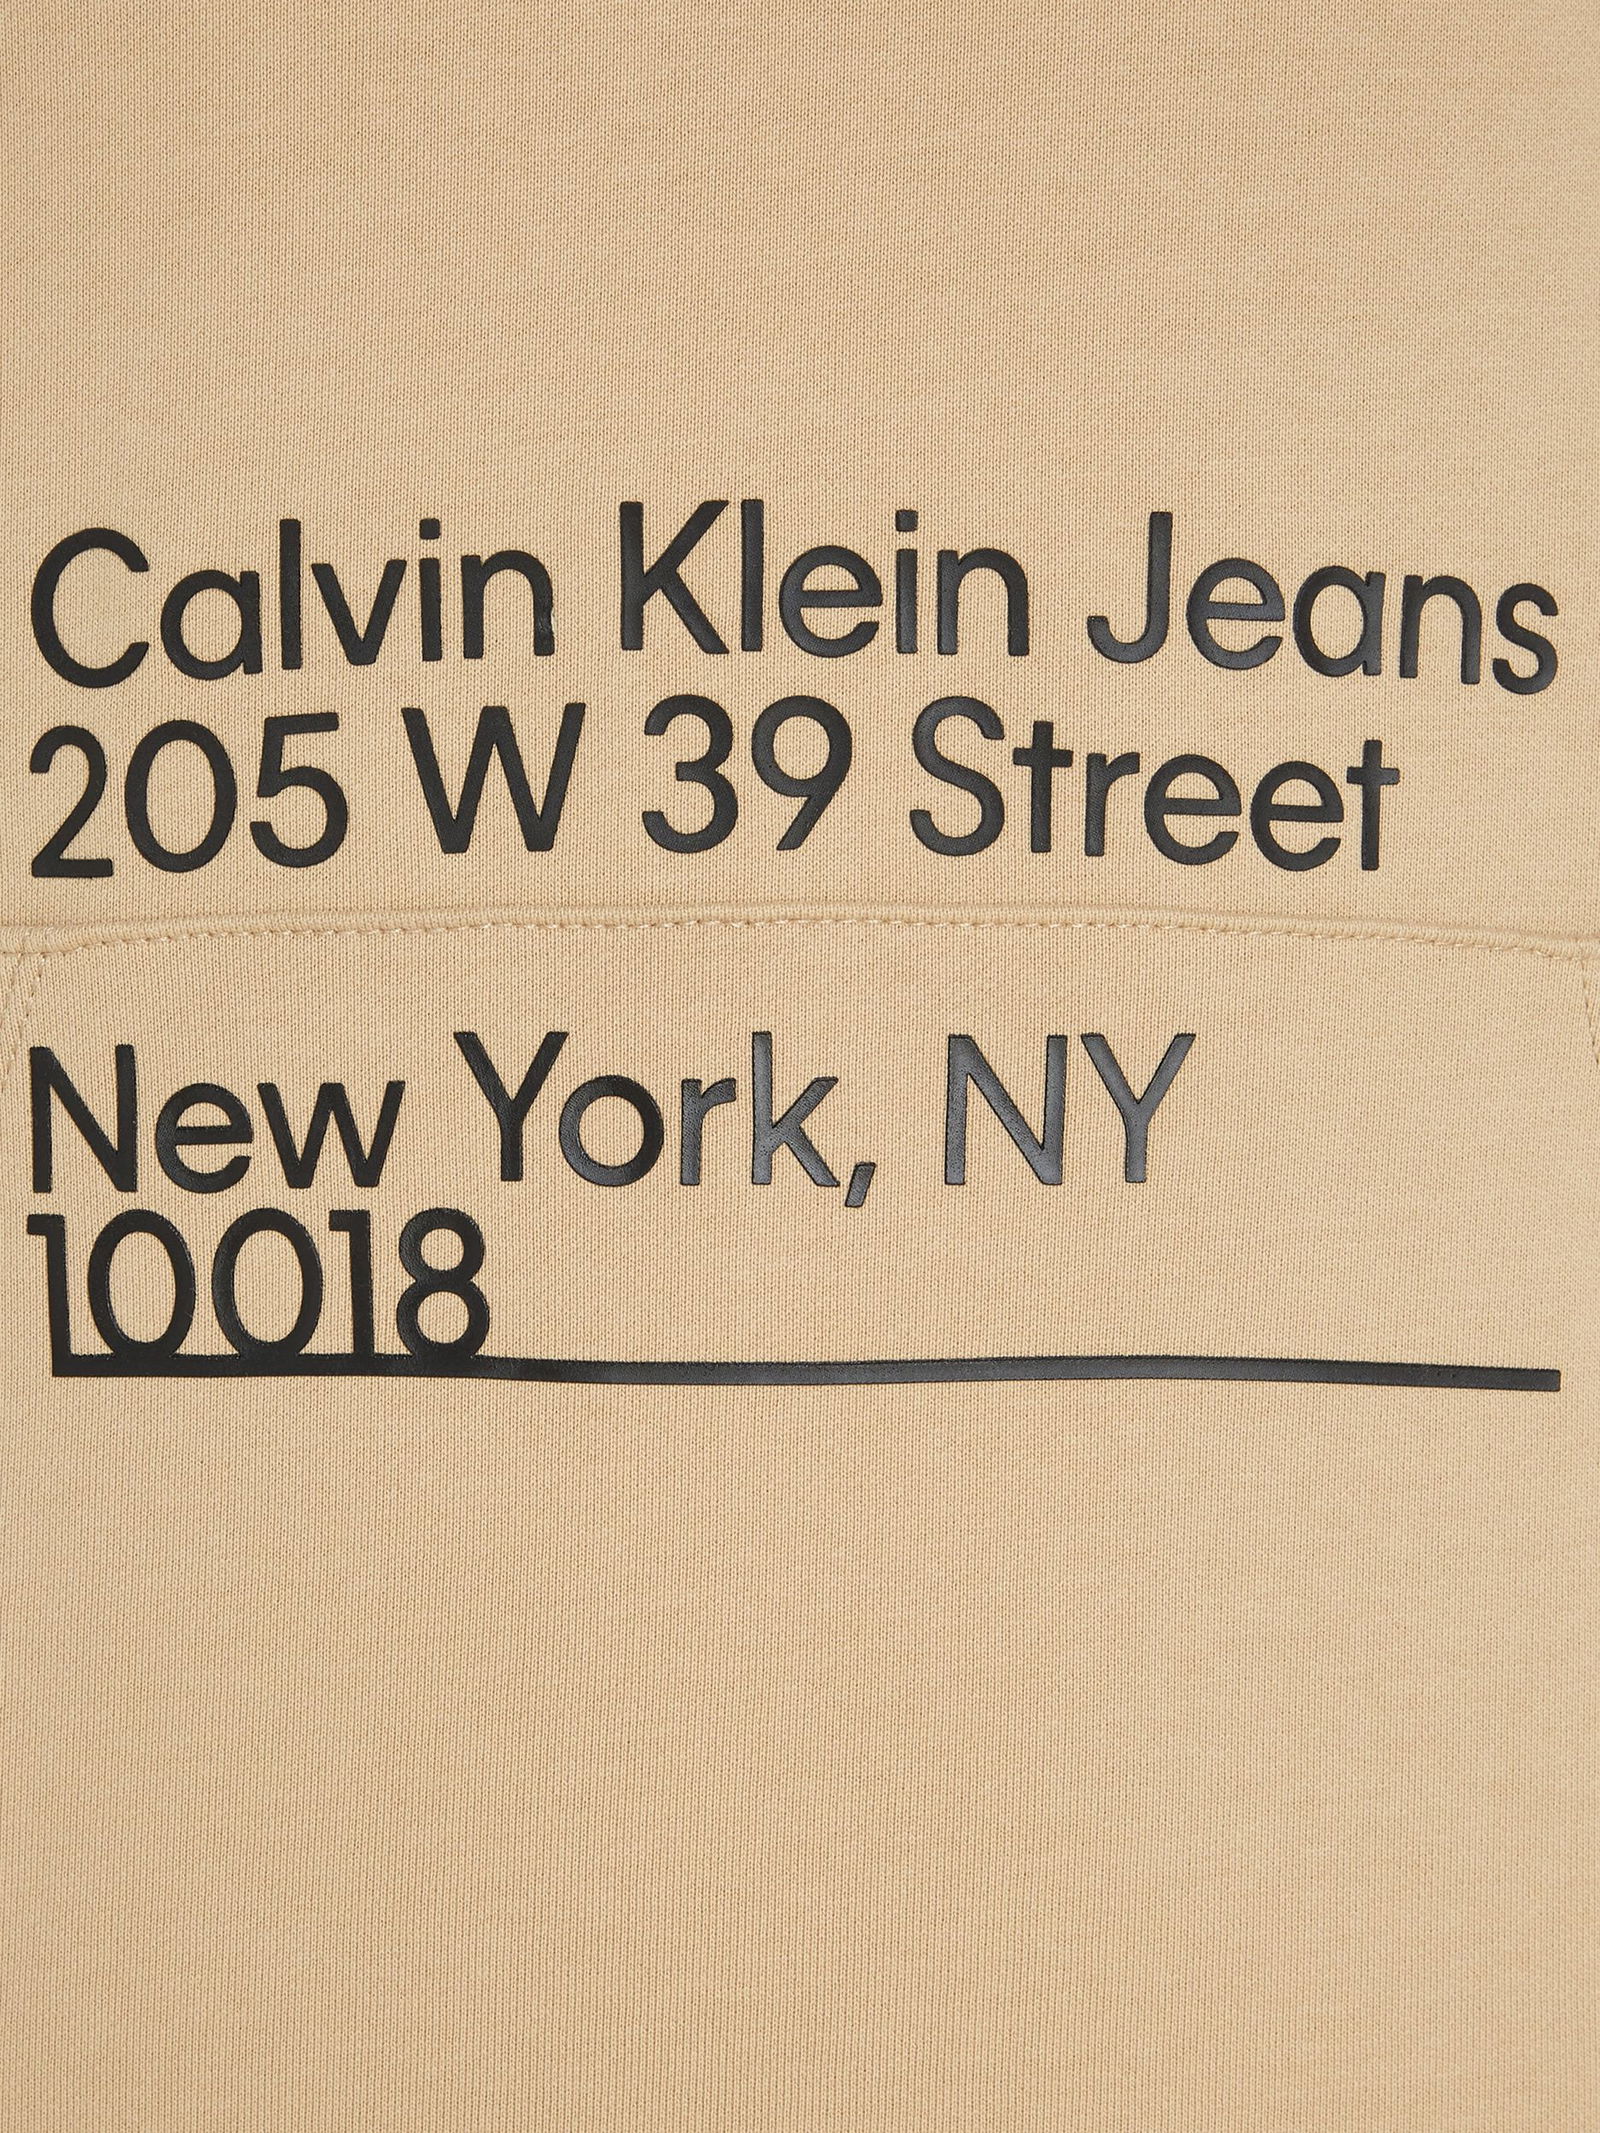 Calvin Klein Jeans
205 W 39 Street
New York, NY
10018